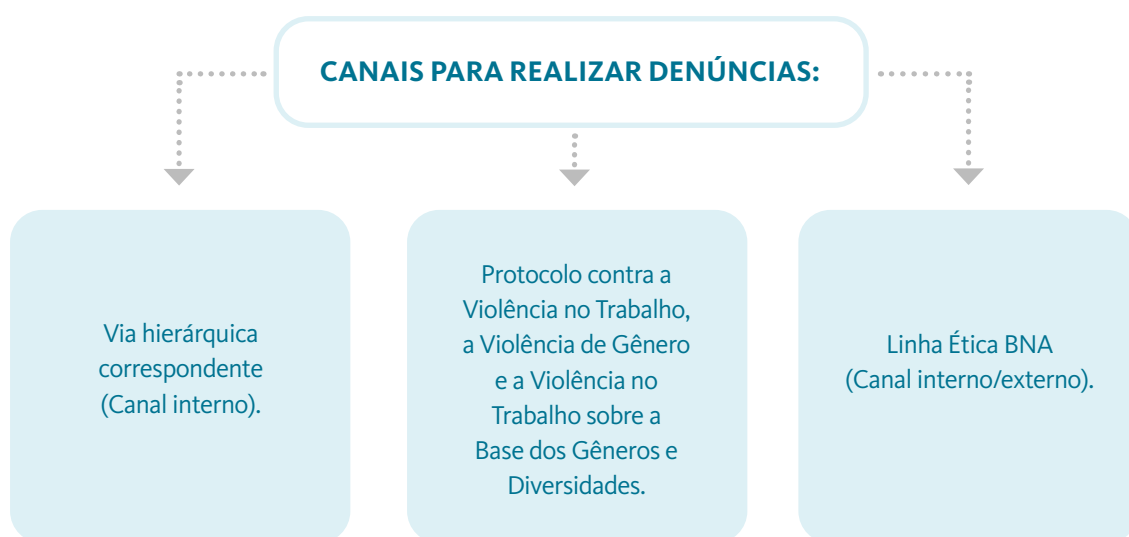 CANAIS PARA REALIZAR DENÚNCIAS:
Via hierárquica
correspondente
(Canal interno).
Protocolo contra a
Violência no Trabalho,
a Violência de Gênero
e a Violência no
Trabalho sobre a
Base dos Gêneros e
Diversidades.
Linha Ética BNA
(Canal interno/externo).